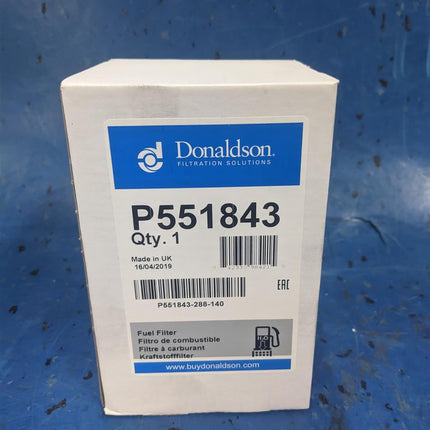 Donaldson®
FILTRATION SOLUTIONS
P551843
Qty. 1
Made in UK
16/04/2019
P551843-288-140
EAC
Fuel Filter
Filtro de combustible
Filtre à carburant
Kraftstofffilter
H2O
www.buydonaldson.com